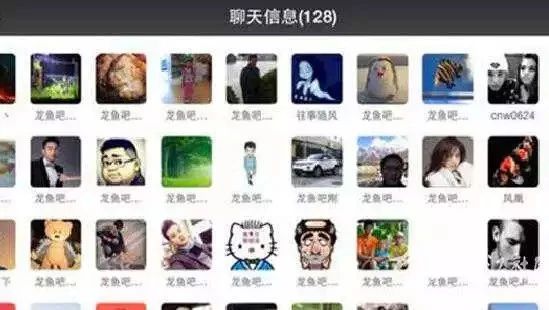 聊天信息(128)
龙鱼吧... 龙鱼吧... 龙鱼吧... 龙鱼吧... 往事随风 龙鱼吧... 龙鱼吧... cnw0624
龙鱼吧... 龙鱼吧... 龙鱼吧... 龙鱼吧... 龙鱼吧刚 龙鱼吧... 龙鱼吧... 凤凰
下 龙鱼吧... 龙鱼吧... 龙鱼吧... 龙鱼吧... 龙鱼吧... 龙鱼吧... 龙鱼吧... 龙鱼吧Ji...